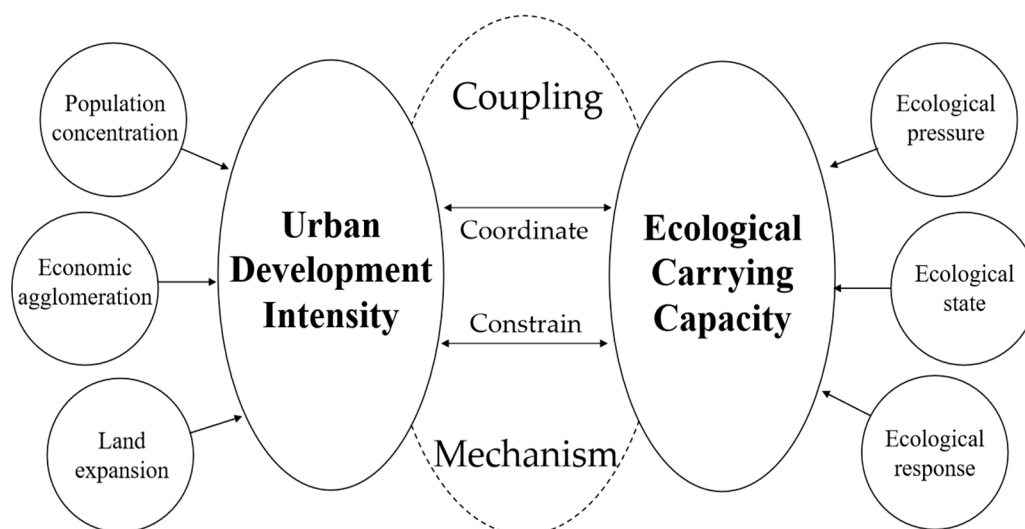 Population
concentration
Economic
agglomeration
Land
expansion
Urban
Development
Intensity
Coupling
Coordinate
Constrain
Mechanism
Ecological
Carrying
Capacity
Ecological
pressure
Ecological
state
Ecological
response